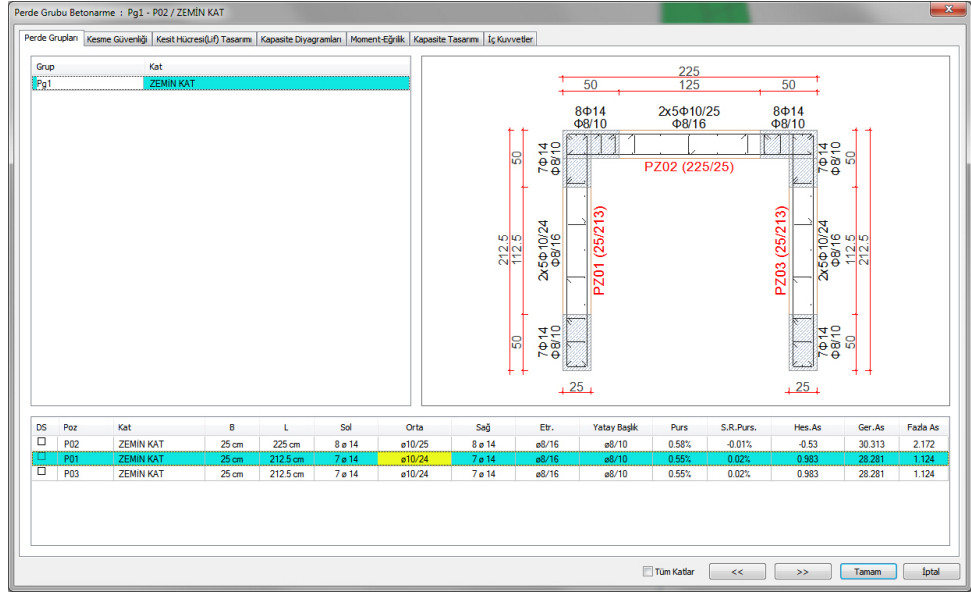 Perde Grubu Betonarme : Pg1 - P02 / ZEMİN KAT
Perde Grupları Kesme Güvenliği Kesit Hücresi(Lif) Tasarımı Kapasite Diyagramları Moment-Eğrilik Kapasite Tasarımı İç Kuvvetler
Grup Kat
Pg1 ZEMİN KAT
225
50 125 50
8Φ14 2x5Φ10/25 8Φ14
Φ8/10 Φ8/16 Φ8/10
PZ02 (225/25)
50
7Φ14
Φ8/10
7Φ14
Φ8/10
50
212.5
112.5
2x5Φ10/24
Φ8/16
PZ01 (25/213)
PZ03 (25/213)
2x5Φ10/24
Φ8/16
112.5
212.5
50
7Φ14
Φ8/10
7Φ14
Φ8/10
50
25 25
DS Poz Kat B L Sol Orta Sağ Etr. Yatay Başlık Purs S.R.Purs. Hes.As Ger.As Fazla As
P02 ZEMİN KAT 25 cm 225 cm 8 ø 14 ø10/25 8 ø 14 ø8/16 ø8/10 0.58% -0.01% -0.53 30.313 2.172
P01 ZEMİN KAT 25 cm 212.5 cm 7 ø 14 ø10/24 7 ø 14 ø8/16 ø8/10 0.55% 0.02% 0.983 28.281 1.124
P03 ZEMİN KAT 25 cm 212.5 cm 7 ø 14 ø10/24 7 ø 14 ø8/16 ø8/10 0.55% 0.02% 0.983 28.281 1.124
Tüm Katlar << >> Tamam İptal